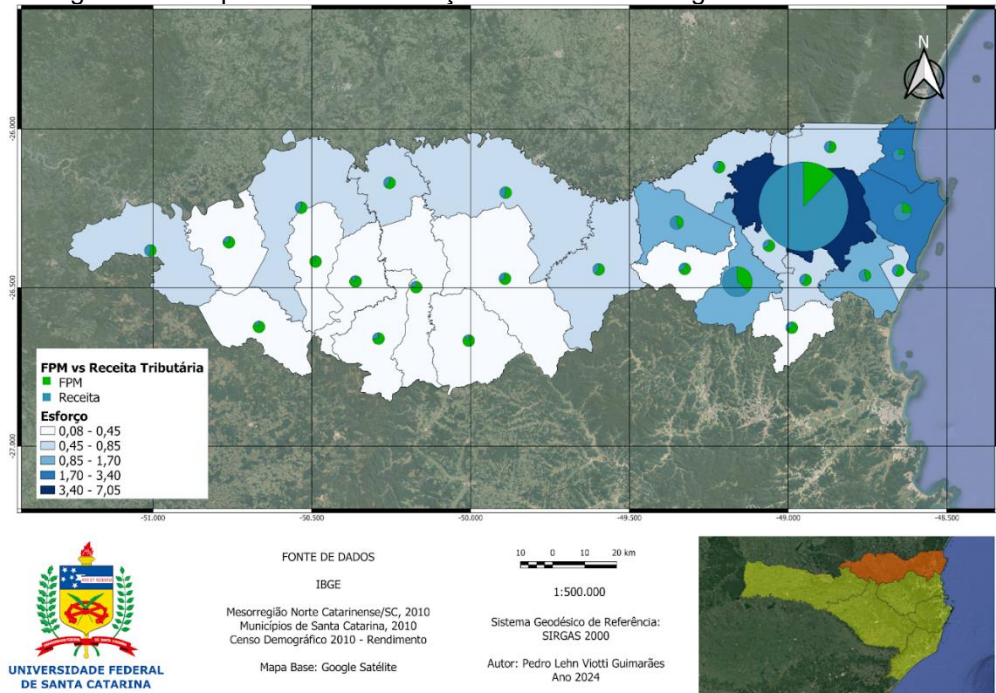 -26.000
-26.500
-27.000
N
FPM vs Receita Tributária
FPM
Receita
Esforço
0,08 - 0,45
0,45 - 0,85
0,85 - 1,70
1,70 - 3,40
3,40 - 7,05
-51.000
-50.500
-50.000
-49.500
-49.000
-48.500
UNIVERSIDADE FEDERAL
DE SANTA CATARINA
FONTE DE DADOS
IBGE
Mesorregião Norte Catarinense/SC, 2010
Municípios de Santa Catarina, 2010
Censo Demográfico 2010 - Rendimento
Mapa Base: Google Satélite
10 0 10 20 km
1:500.000
Sistema Geodésico de Referência:
SIRGAS 2000
Autor: Pedro Lehn Viotti Guimarães
Ano 2024